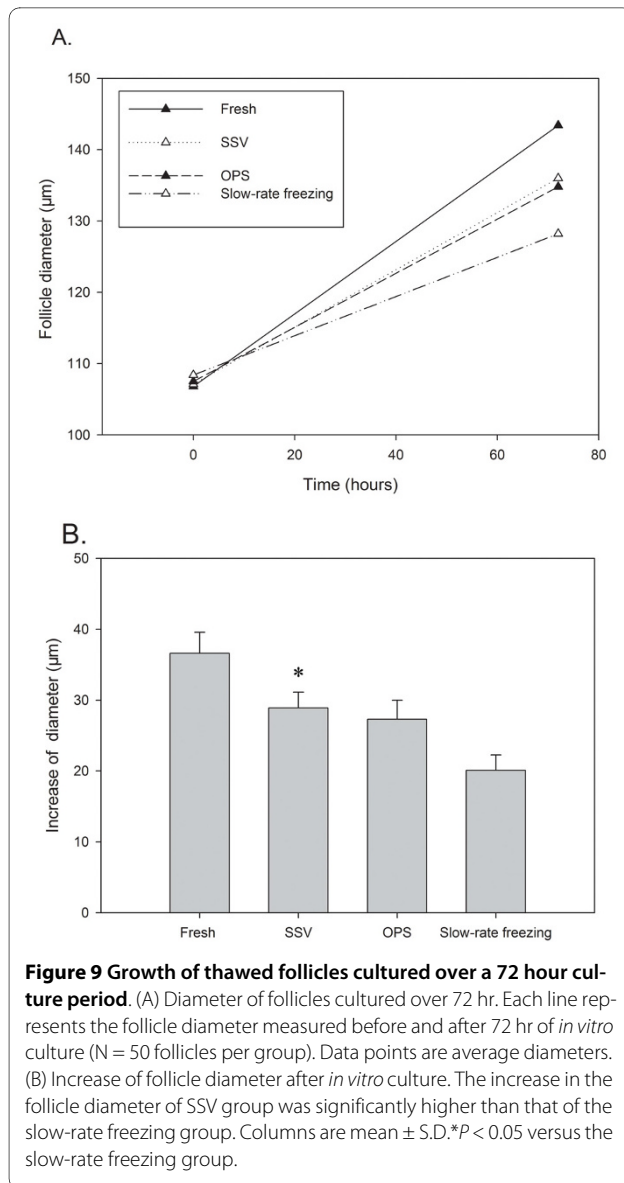 A.
150
140
130
120
110
100
Follicle diameter (µm)
Fresh
SSV
OPS
Slow-rate freezing
0
20
40
60
80
Time (hours)
B.
50
40
30
20
10
0
Increase of diameter (µm)
*
Fresh
SSV
OPS
Slow-rate freezing
Figure 9 Growth of thawed follicles cultured over a 72 hour cul-
ture period. (A) Diameter of follicles cultured over 72 hr. Each line rep-
resents the follicle diameter measured before and after 72 hr of in vitro
culture (N = 50 follicles per group). Data points are average diameters.
(B) Increase of follicle diameter after in vitro culture. The increase in the
follicle diameter of SSV group was significantly higher than that of the
slow-rate freezing group. Columns are mean ± S.D.*P < 0.05 versus the
slow-rate freezing group.